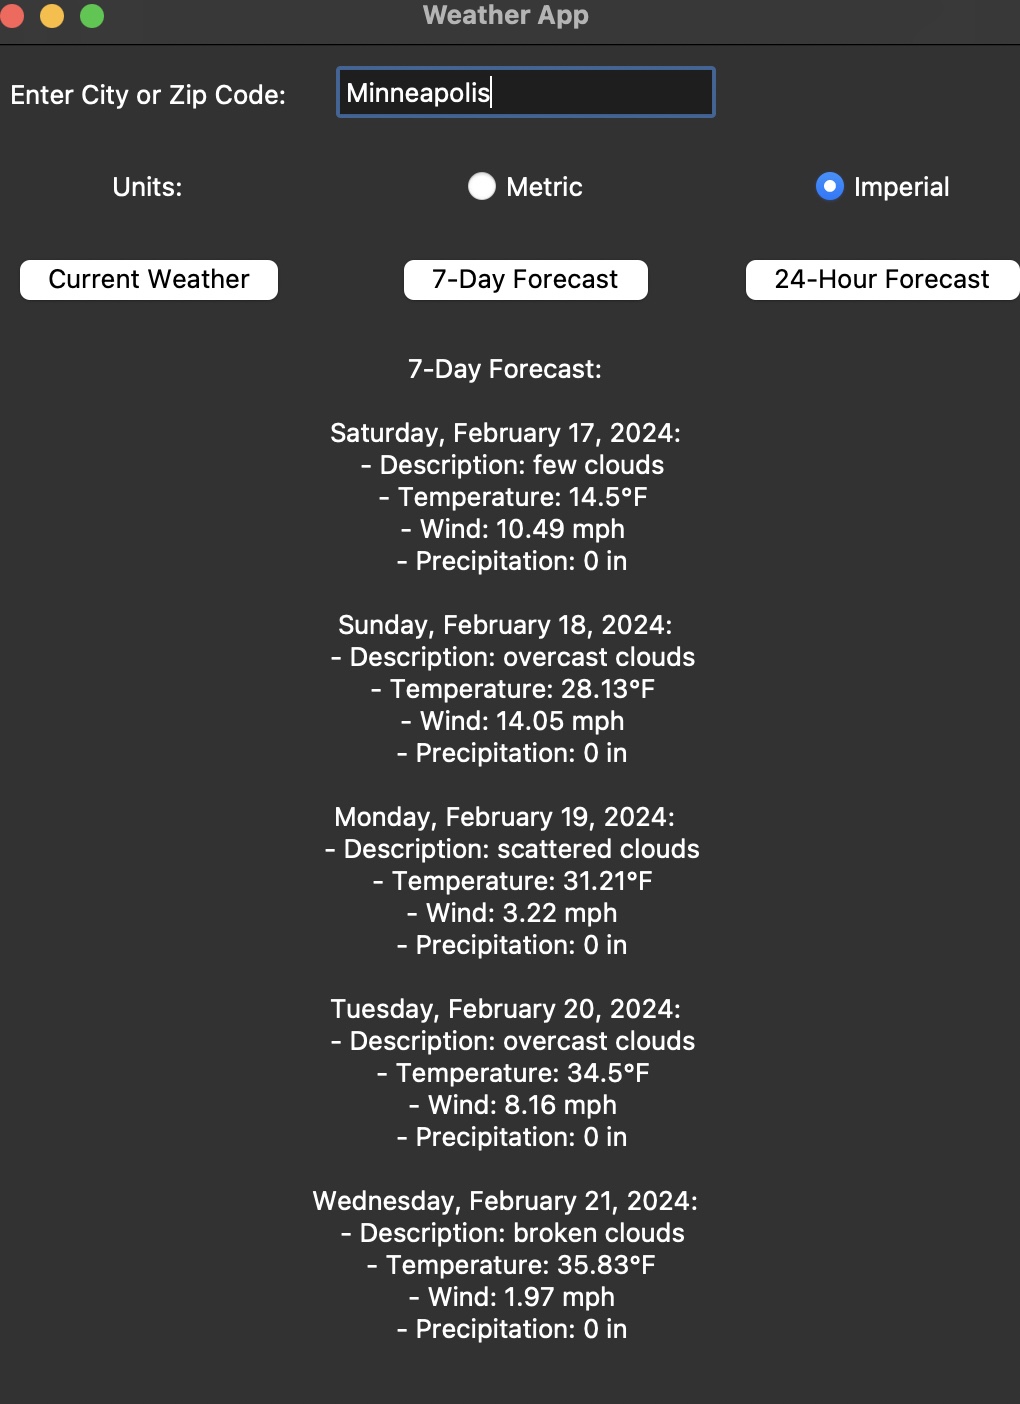 Weather App
Enter City or Zip Code: Minneapolis
Units: Metric Imperial
Current Weather 7-Day Forecast 24-Hour Forecast
7-Day Forecast:
Saturday, February 17, 2024:
- Description: few clouds
- Temperature: 14.5°F
- Wind: 10.49 mph
- Precipitation: 0 in
Sunday, February 18, 2024:
- Description: overcast clouds
- Temperature: 28.13°F
- Wind: 14.05 mph
- Precipitation: 0 in
Monday, February 19, 2024:
- Description: scattered clouds
- Temperature: 31.21°F
- Wind: 3.22 mph
- Precipitation: 0 in
Tuesday, February 20, 2024:
- Description: overcast clouds
- Temperature: 34.5°F
- Wind: 8.16 mph
- Precipitation: 0 in
Wednesday, February 21, 2024:
- Description: broken clouds
- Temperature: 35.83°F
- Wind: 1.97 mph
- Precipitation: 0 in